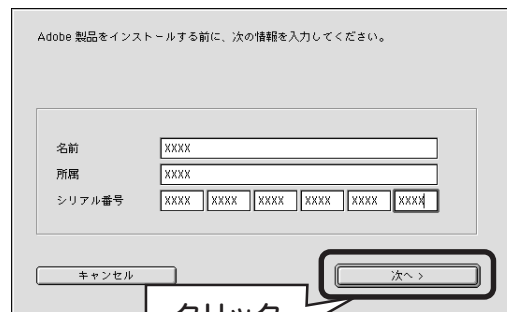 Adobe 製品をインストールする前に、次の情報を入力してください。
名前 XXXX
所属 XXXX
シリアル番号 XXXX XXXX XXXX XXXX XXXX XXXX
キャンセル 次へ >
クリック